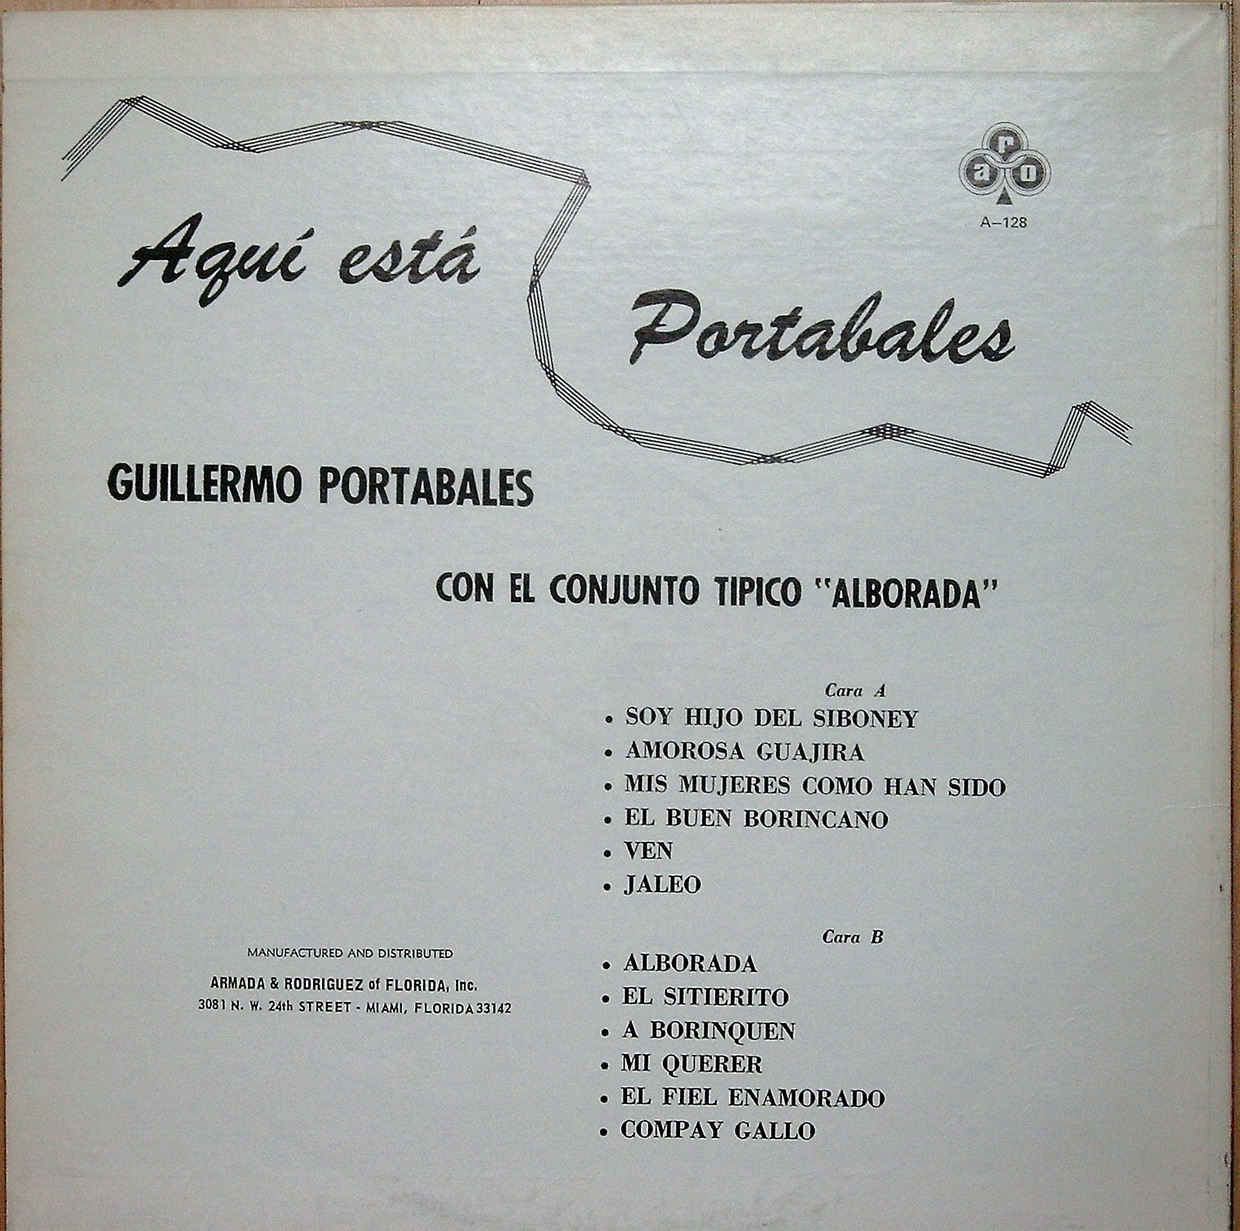 aro
A-128
Aquí está
Portabales
GUILLERMO PORTABALES
CON EL CONJUNTO TIPICO "ALBORADA"
Cara A
• SOY HIJO DEL SIBONEY
• AMOROSA GUAJIRA
• MIS MUJERES COMO HAN SIDO
• EL BUEN BORINCANO
• VEN
• JALEO
Cara B
• ALBORADA
• EL SITIERITO
• A BORINQUEN
• MI QUERER
• EL FIEL ENAMORADO
• COMPAY GALLO
MANUFACTURED AND DISTRIBUTED
ARMADA & RODRIGUEZ of FLORIDA, Inc.
3081 N. W. 24th STREET - MIAMI, FLORIDA 33142